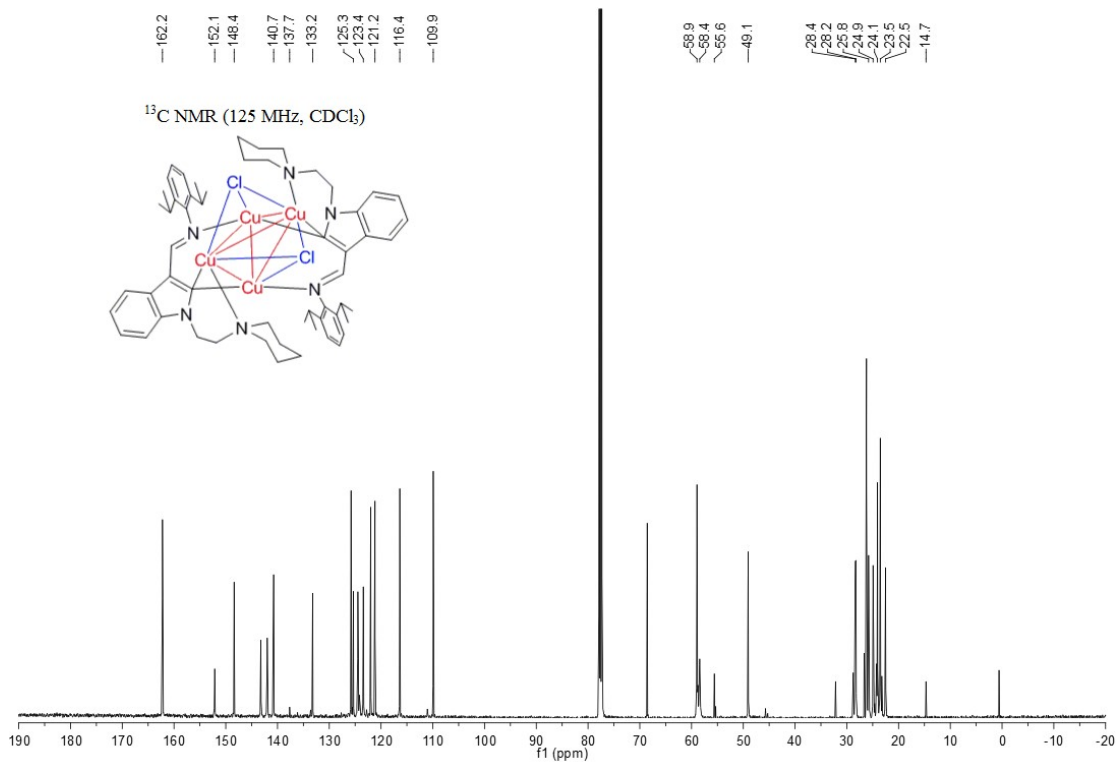 162.2
152.1
148.4
140.7
137.7
133.2
125.3
123.4
121.2
116.4
109.9
58.9
58.4
55.6
49.1
28.4
28.2
25.8
24.9
24.1
23.5
22.5
14.7
¹³C NMR (125 MHz, CDCl₃)
N
Cl
N
N
Cu
Cu
Cu
Cl
Cu
N
N
N
190 180 170 160 150 140 130 120 110 100 90 80 70 60 50 40 30 20 10 0 -10 -20
f1 (ppm)